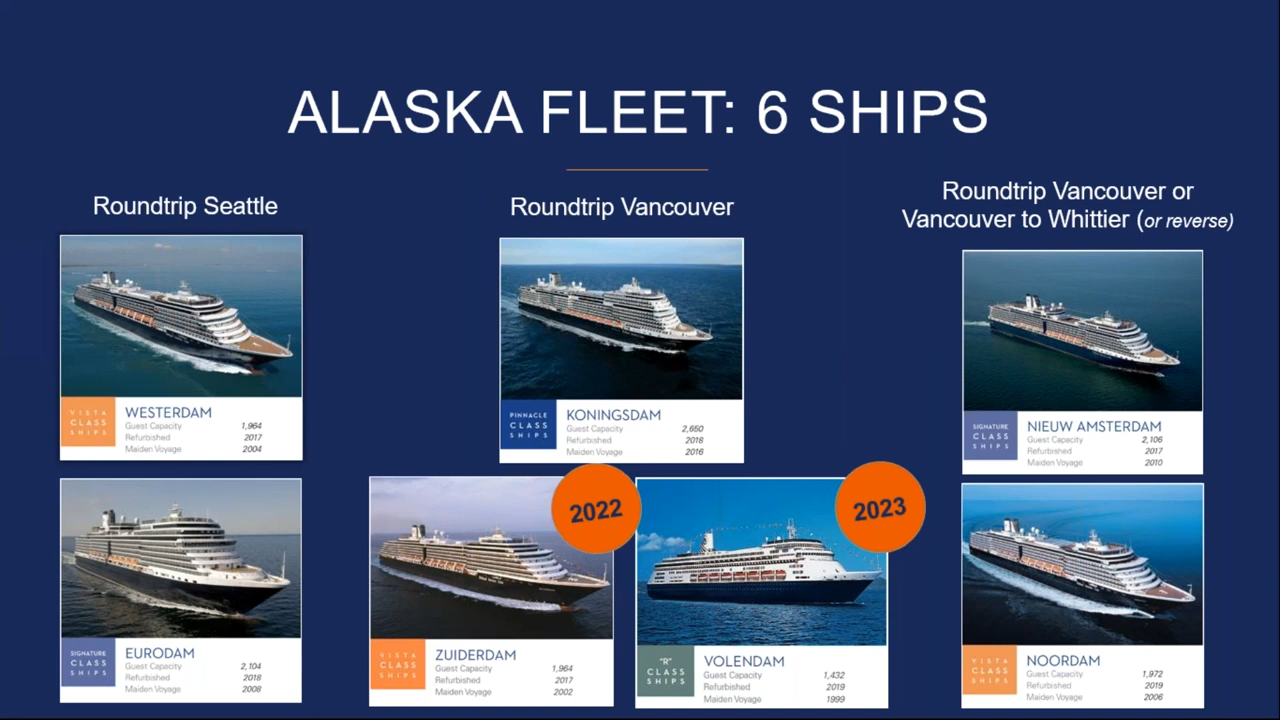 ALASKA FLEET: 6 SHIPS
Roundtrip Seattle
VISTA
CLASS
SHIPS
WESTERDAM
Guest Capacity 1,964
Refurbished 2017
Maiden Voyage 2004
SIGNATURE
CLASS
SHIPS
EURODAM
Guest Capacity 2,104
Refurbished 2018
Maiden Voyage 2008
Roundtrip Vancouver
PINNACLE
CLASS
SHIPS
KONINGSDAM
Guest Capacity 2,650
Refurbished 2018
Maiden Voyage 2016
2022
VISTA
CLASS
SHIPS
ZUIDERDAM
Guest Capacity 1,964
Refurbished 2017
Maiden Voyage 2002
2023
"R"
CLASS
SHIPS
VOLENDAM
Guest Capacity 1,432
Refurbished 2019
Maiden Voyage 1999
Roundtrip Vancouver or
Vancouver to Whittier (or reverse)
SIGNATURE
CLASS
SHIPS
NIEUW AMSTERDAM
Guest Capacity 2,106
Refurbished 2017
Maiden Voyage 2010
VISTA
CLASS
SHIPS
NOORDAM
Guest Capacity 1,972
Refurbished 2019
Maiden Voyage 2006